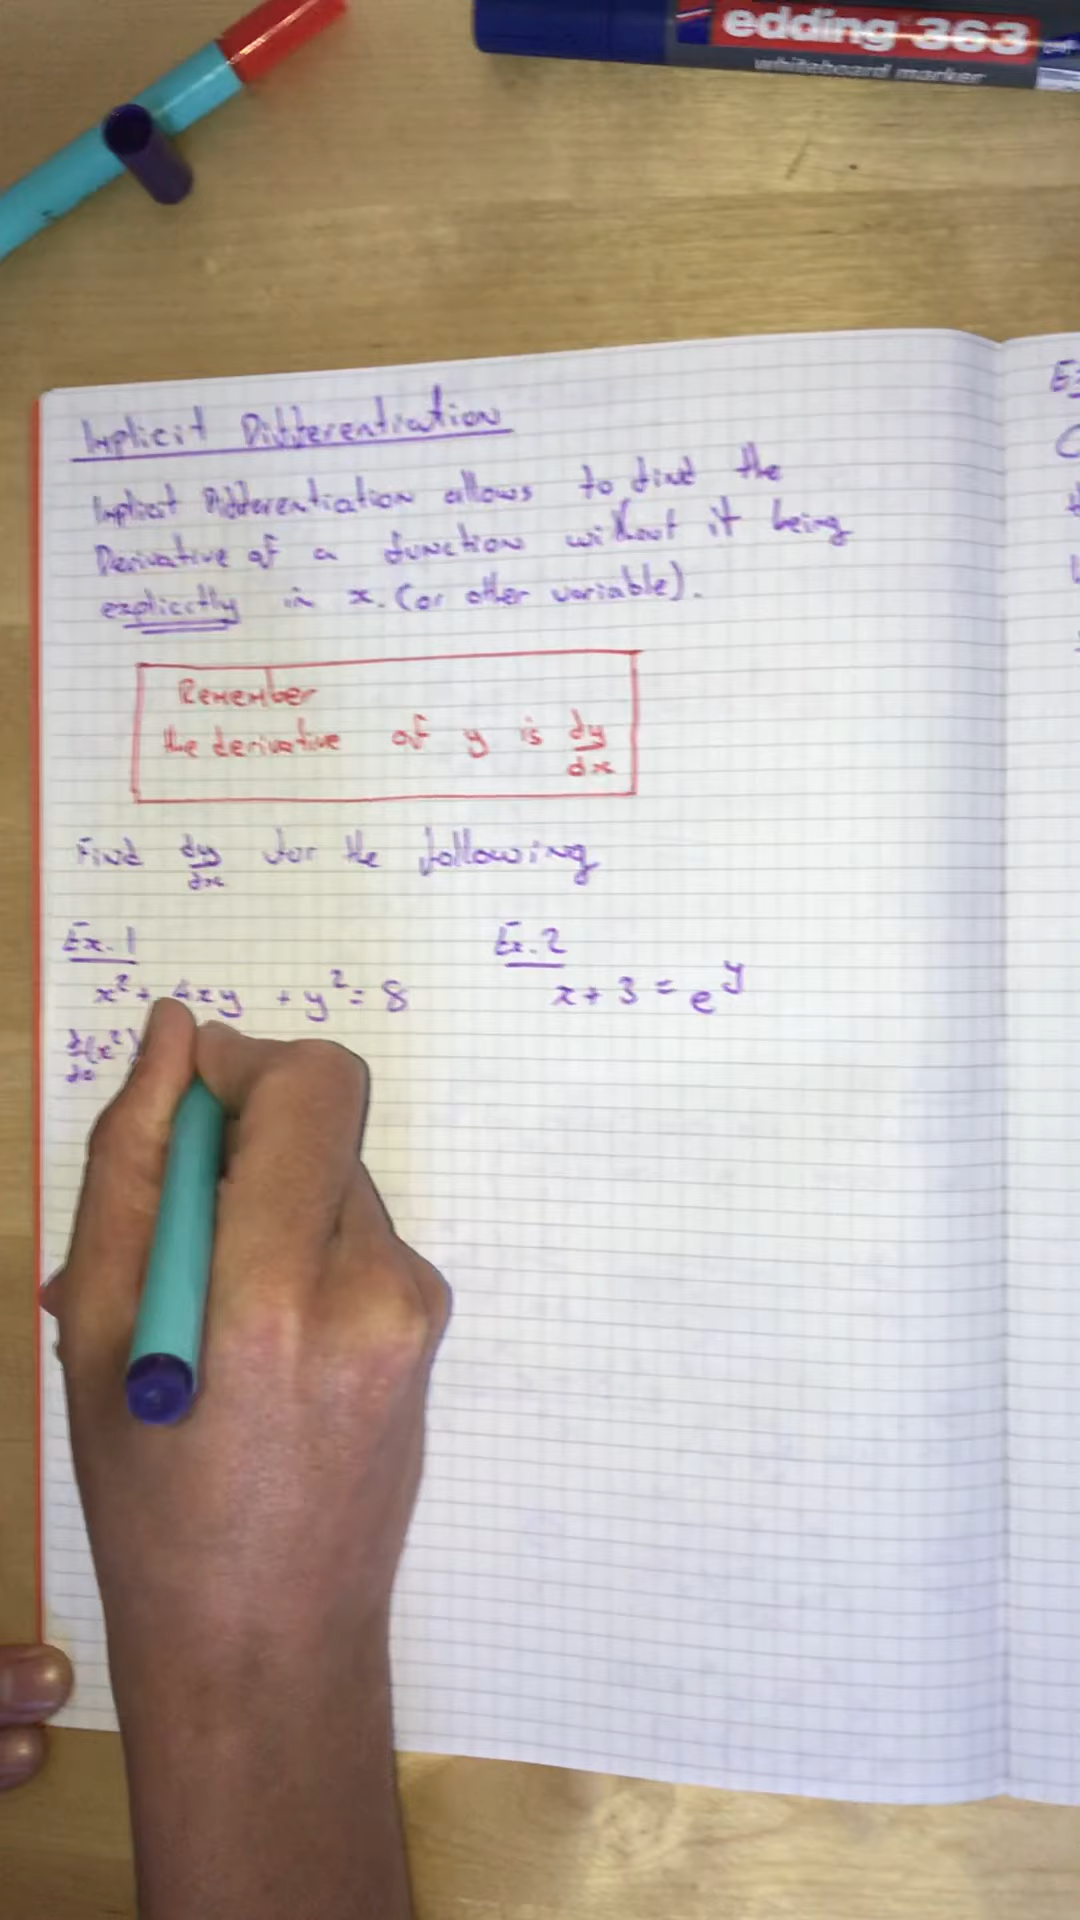 edding 363
whiteboard marker
Implicit Differentiation
Implicit Differentiation allows to find the
Derivative of a function without it being
explicitly in x. (or other variable).
Remember
the derivative of y is dy/dx
Find dy/dx for the following
Ex. 1
x² + 4xy + y² = 8
d/dx(x²)
Ex. 2
x + 3 = e^y